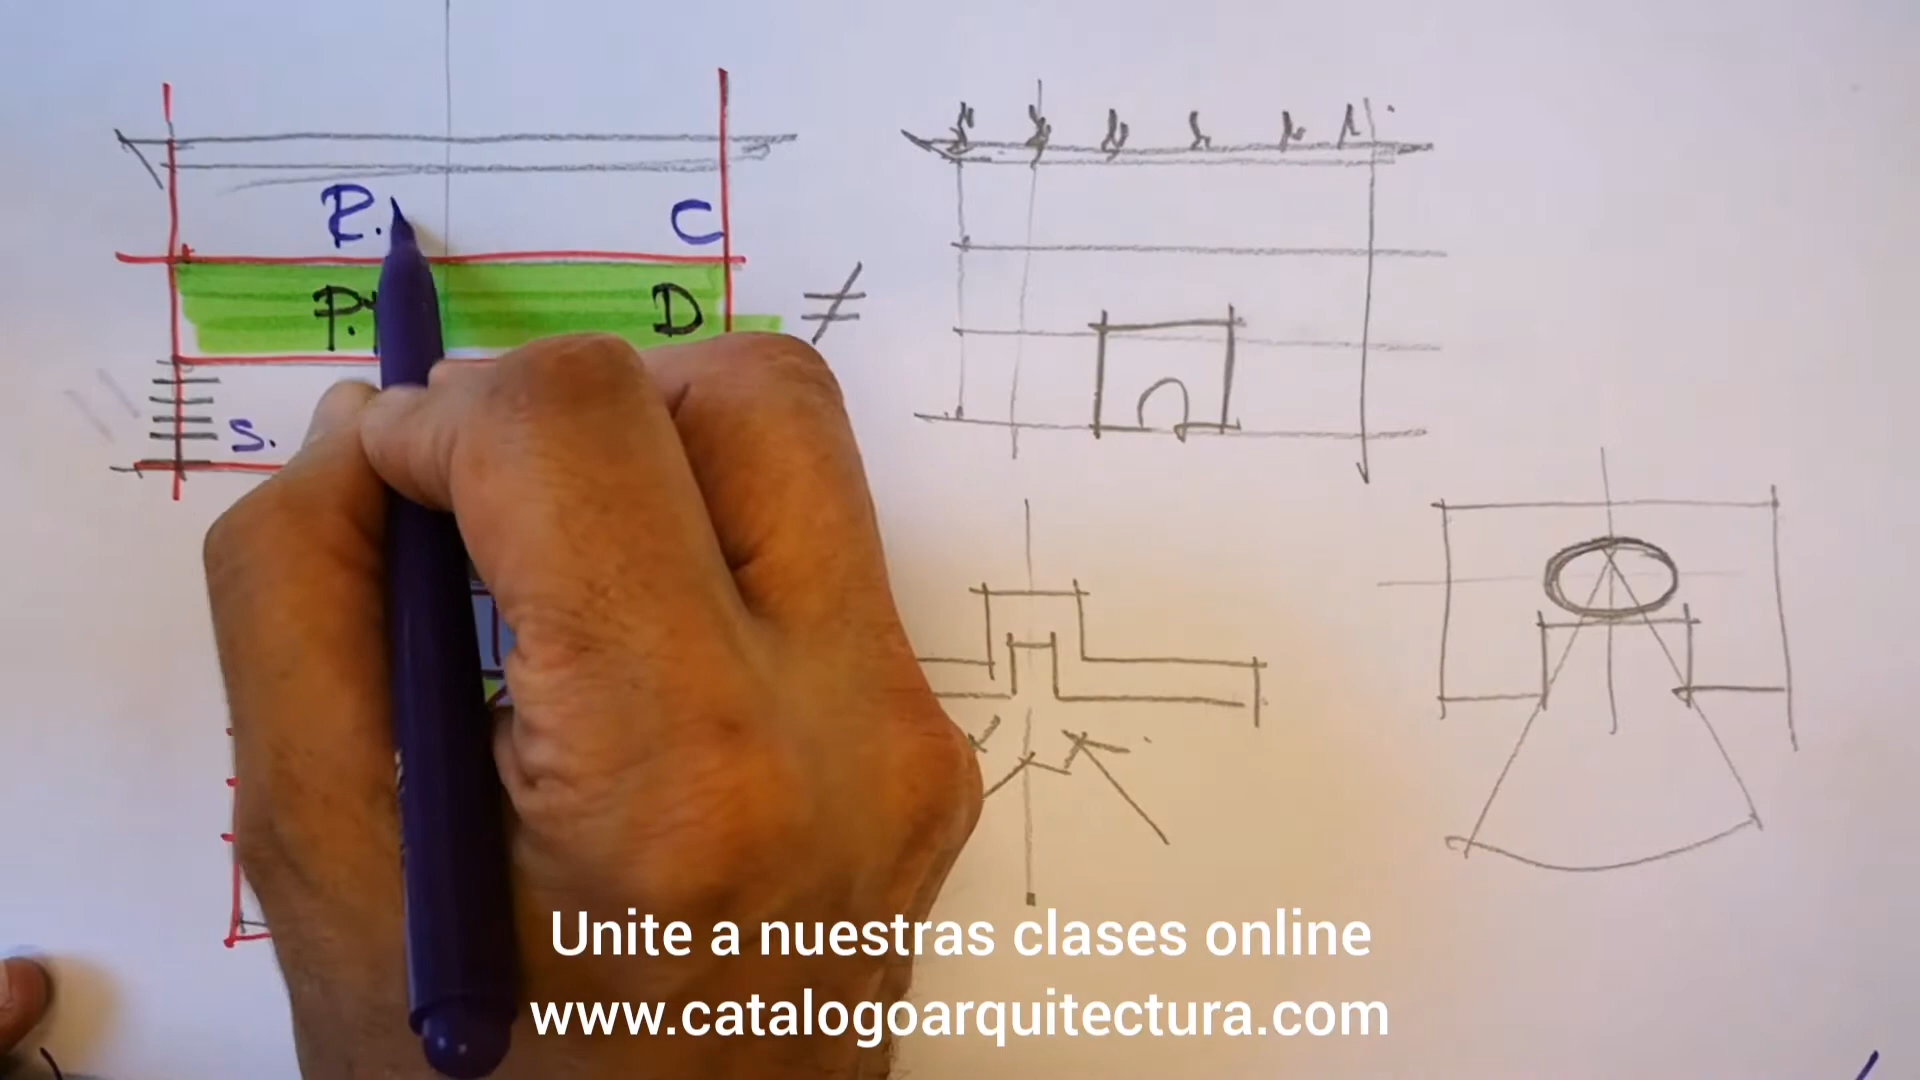 P. C
D
≠
S.
Unite a nuestras clases online
www.catalogoarquitectura.com